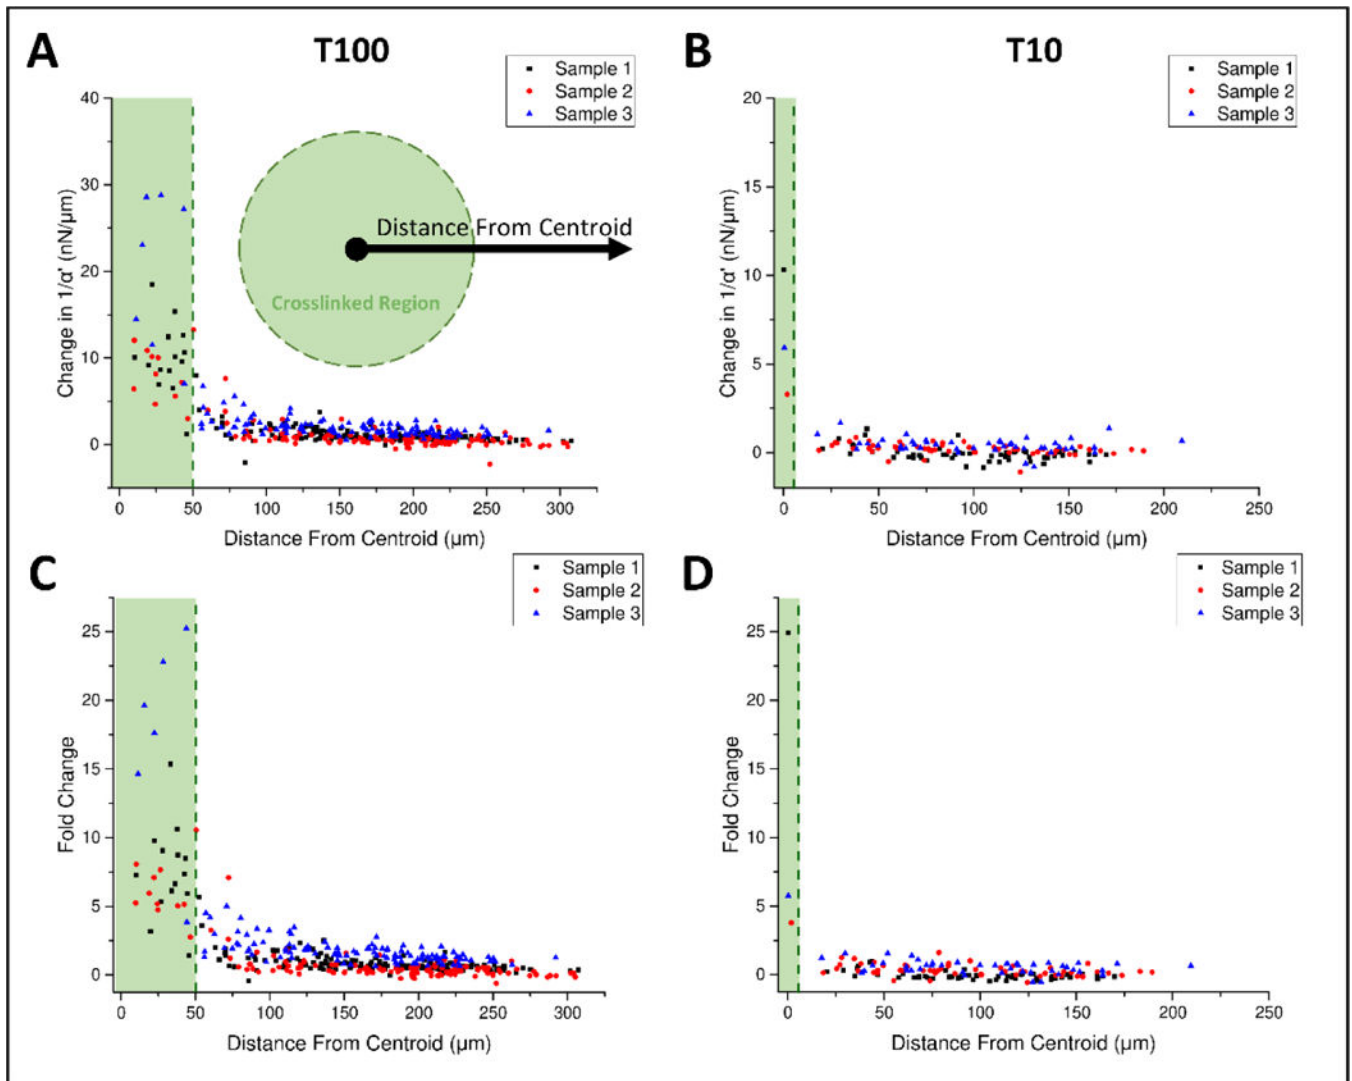 A
T100
Sample 1
Sample 2
Sample 3
40
30
20
10
0
Change in 1/α' (nN/µm)
Distance From Centroid
Crosslinked Region
0 50 100 150 200 250 300
Distance From Centroid (µm)
B
T10
Sample 1
Sample 2
Sample 3
20
15
10
5
0
Change in 1/α' (nN/µm)
0 50 100 150 200 250
Distance From Centroid (µm)
C
Sample 1
Sample 2
Sample 3
25
20
15
10
5
0
Fold Change
0 50 100 150 200 250 300
Distance From Centroid (µm)
D
Sample 1
Sample 2
Sample 3
25
20
15
10
5
0
Fold Change
0 50 100 150 200 250
Distance From Centroid (µm)